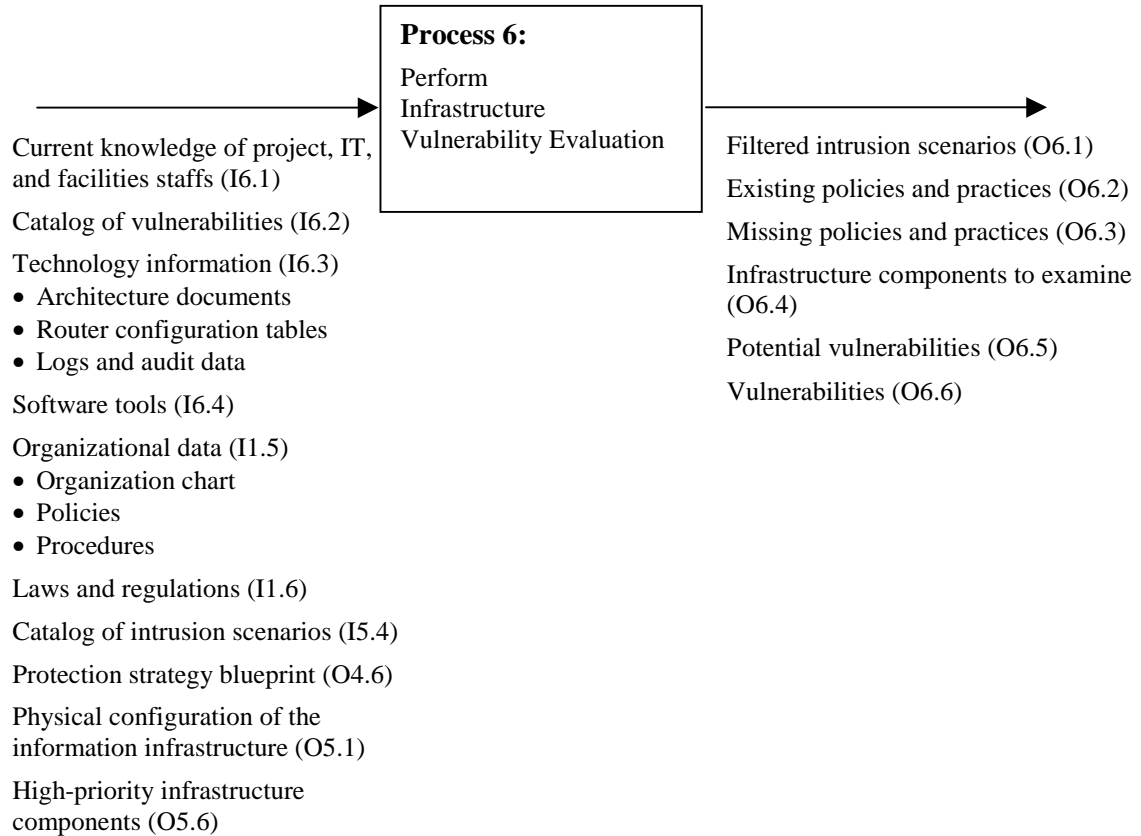 Process 6:
Perform
Infrastructure
Vulnerability Evaluation
Current knowledge of project, IT,
and facilities staffs (I6.1)
Catalog of vulnerabilities (I6.2)
Technology information (I6.3)
• Architecture documents
• Router configuration tables
• Logs and audit data
Software tools (I6.4)
Organizational data (I1.5)
• Organization chart
• Policies
• Procedures
Laws and regulations (I1.6)
Catalog of intrusion scenarios (I5.4)
Protection strategy blueprint (O4.6)
Physical configuration of the
information infrastructure (O5.1)
High-priority infrastructure
components (O5.6)
Filtered intrusion scenarios (O6.1)
Existing policies and practices (O6.2)
Missing policies and practices (O6.3)
Infrastructure components to examine
(O6.4)
Potential vulnerabilities (O6.5)
Vulnerabilities (O6.6)